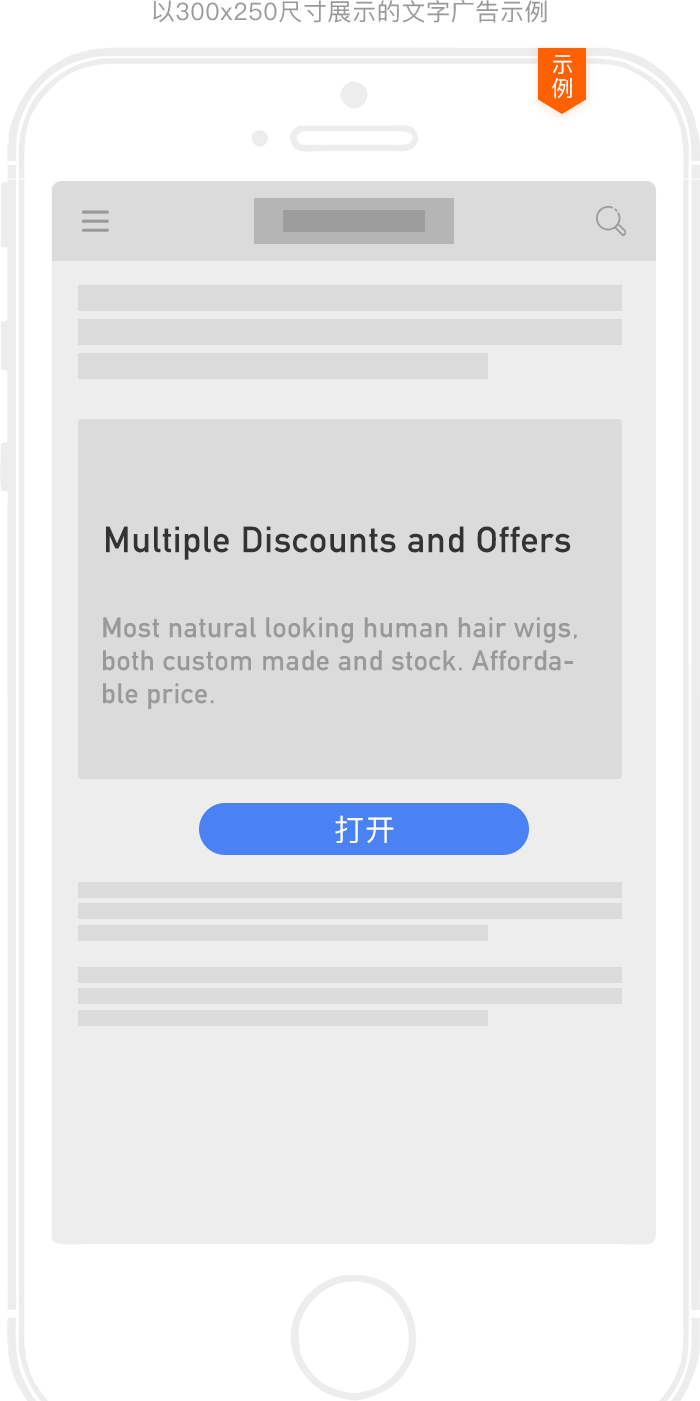 以300x250尺寸展示的文字广告示例
示
例
Multiple Discounts and Offers
Most natural looking human hair wigs,
both custom made and stock. Afforda-
ble price.
打开